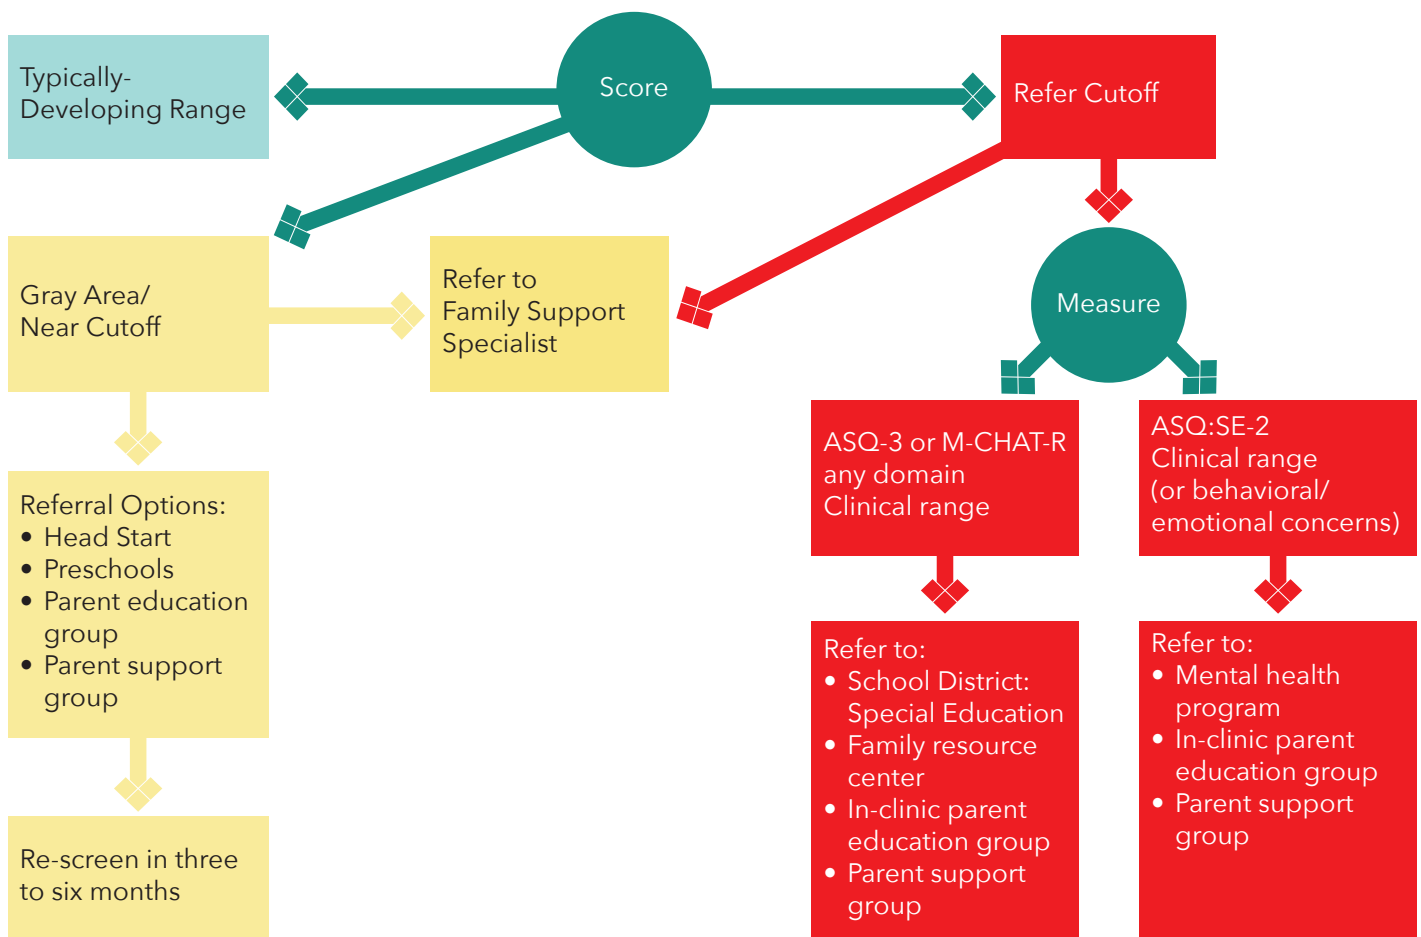 Typically-
Developing Range
Score
Refer Cutoff
Gray Area/
Near Cutoff
Refer to
Family Support
Specialist
Measure
ASQ-3 or M-CHAT-R
any domain
Clinical range
ASQ:SE-2
Clinical range
(or behavioral/
emotional concerns)
Referral Options:
• Head Start
• Preschools
• Parent education
group
• Parent support
group
Refer to:
• School District:
Special Education
• Family resource
center
• In-clinic parent
education group
• Parent support
group
Refer to:
• Mental health
program
• In-clinic parent
education group
• Parent support
group
Re-screen in three
to six months